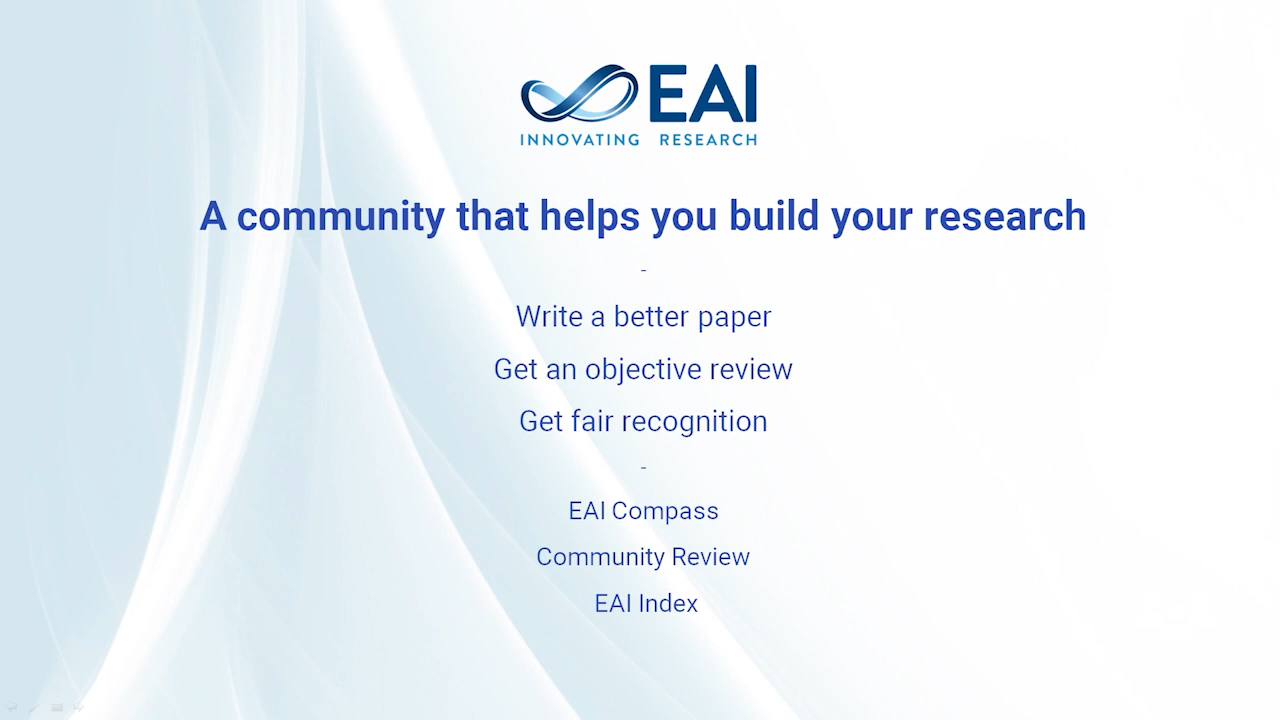 EAI
INNOVATING RESEARCH
A community that helps you build your research
-
Write a better paper
Get an objective review
Get fair recognition
-
EAI Compass
Community Review
EAI Index